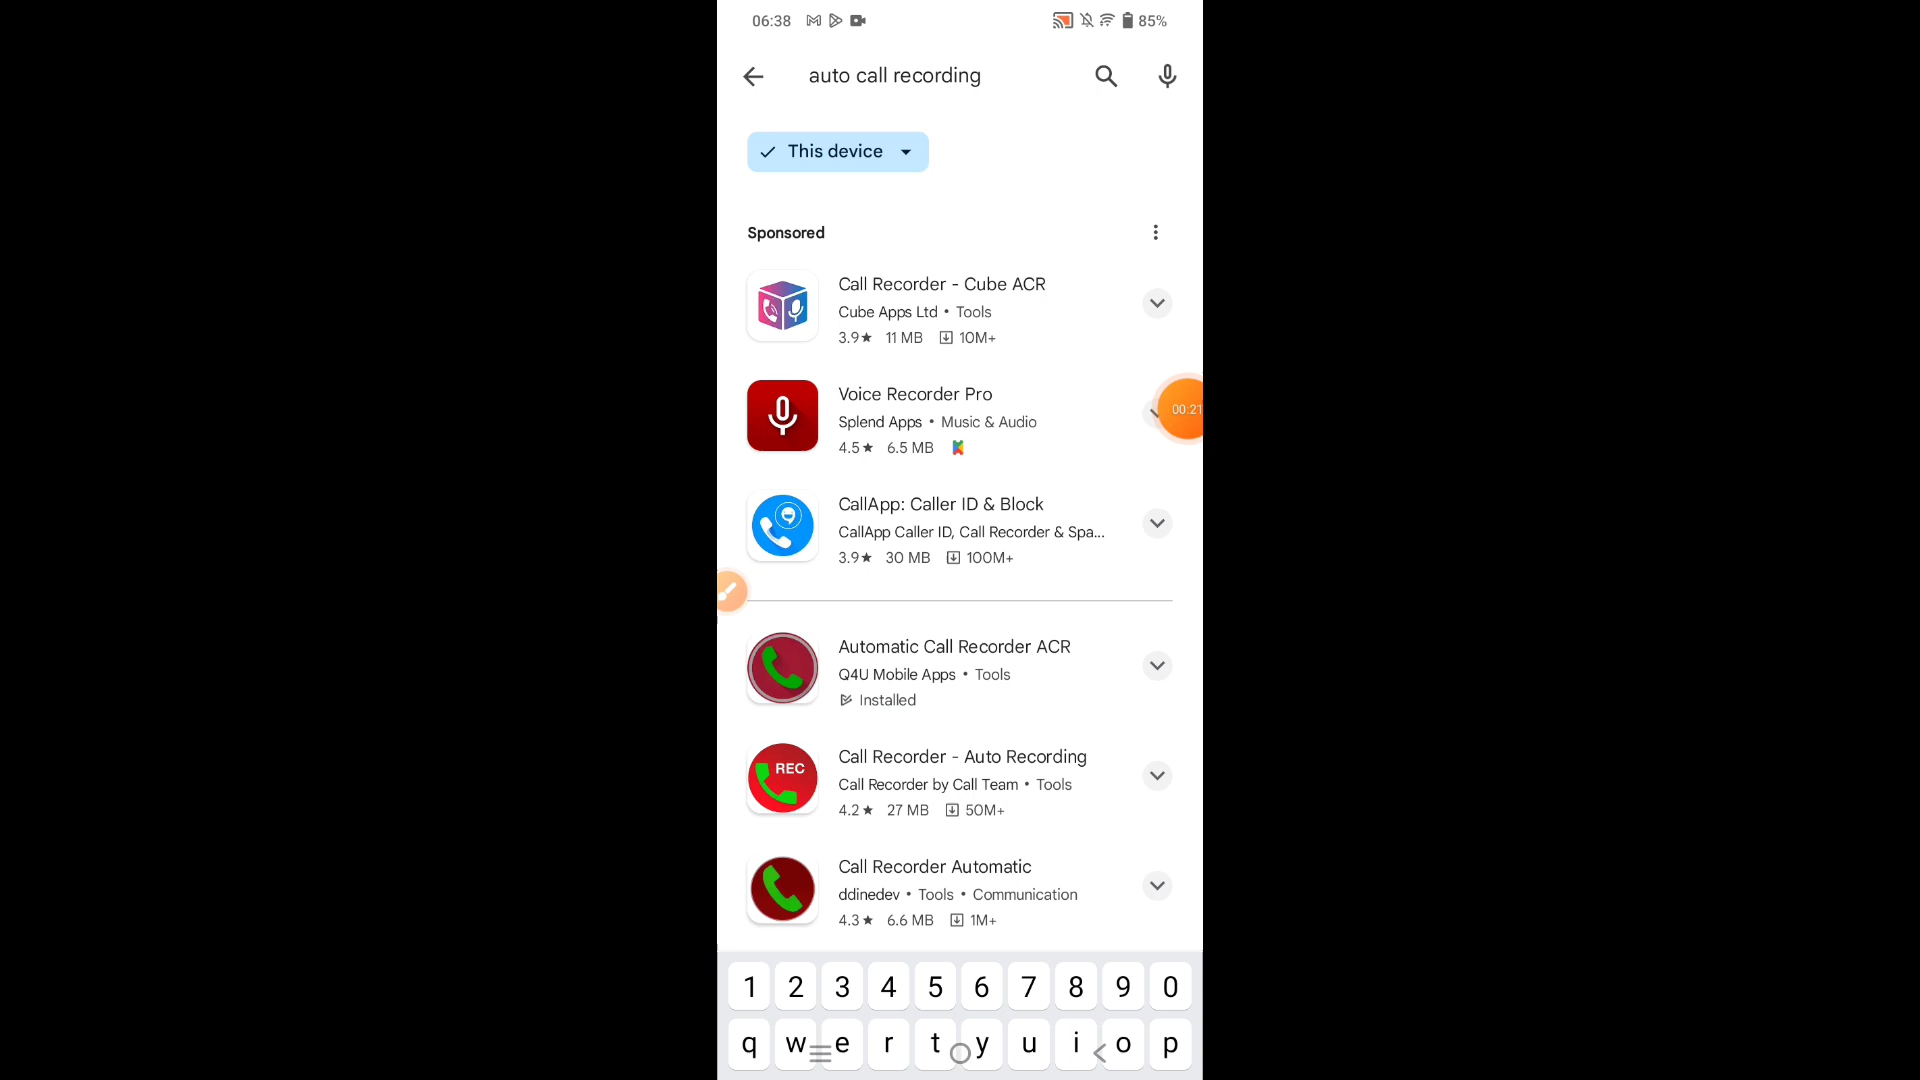 06:38 85%
auto call recording
This device
Sponsored
Call Recorder - Cube ACR
Cube Apps Ltd • Tools
3.9★ 11 MB 10M+
Voice Recorder Pro
Splend Apps • Music & Audio
4.5★ 6.5 MB
00:21
CallApp: Caller ID & Block
CallApp Caller ID, Call Recorder & Spa...
3.9★ 30 MB 100M+
Automatic Call Recorder ACR
Q4U Mobile Apps • Tools
Installed
REC
Call Recorder - Auto Recording
Call Recorder by Call Team • Tools
4.2★ 27 MB 50M+
Call Recorder Automatic
ddinedev • Tools • Communication
4.3★ 6.6 MB 1M+
1 2 3 4 5 6 7 8 9 0
q w e r t y u i o p